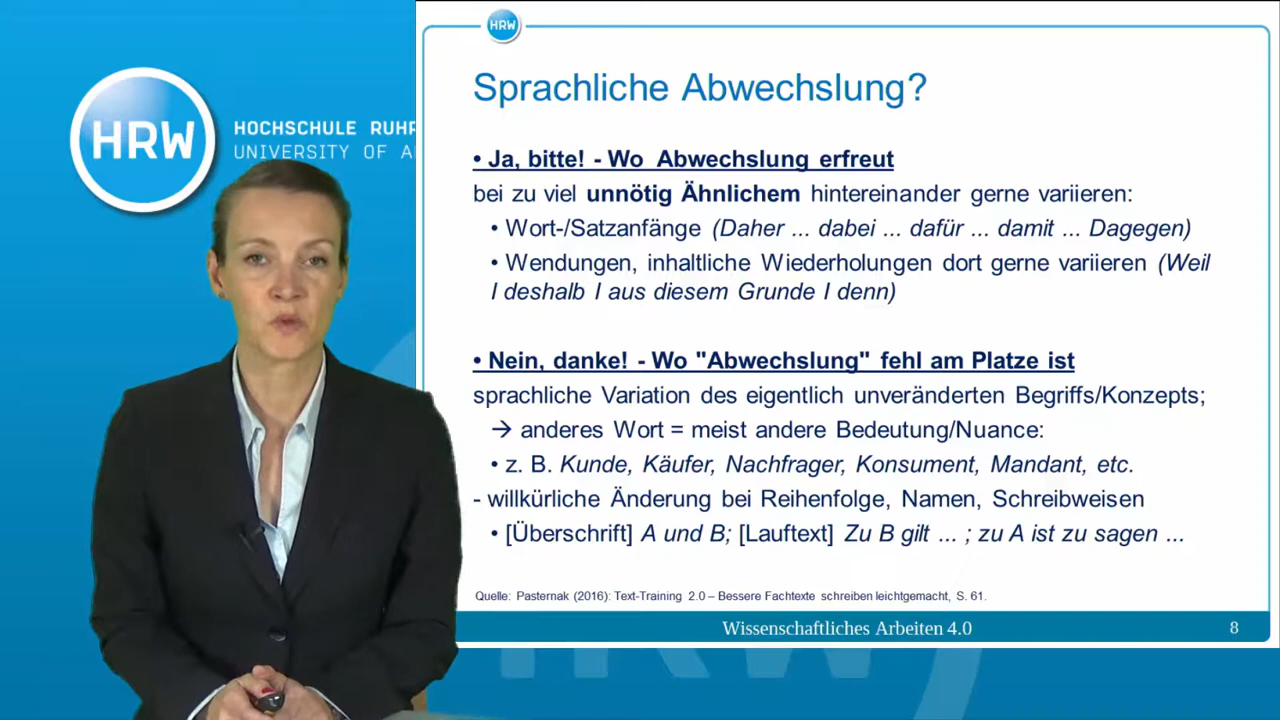 HRW
HOCHSCHULE RUHR
UNIVERSITY OF A
HRW
Sprachliche Abwechslung?
• Ja, bitte! - Wo Abwechslung erfreut
bei zu viel unnötig Ähnlichem hintereinander gerne variieren:
• Wort-/Satzanfänge (Daher ... dabei ... dafür ... damit ... Dagegen)
• Wendungen, inhaltliche Wiederholungen dort gerne variieren (Weil
I deshalb I aus diesem Grunde I denn)
• Nein, danke! - Wo "Abwechslung" fehl am Platze ist
sprachliche Variation des eigentlich unveränderten Begriffs/Konzepts;
→ anderes Wort = meist andere Bedeutung/Nuance:
• z. B. Kunde, Käufer, Nachfrager, Konsument, Mandant, etc.
- willkürliche Änderung bei Reihenfolge, Namen, Schreibweisen
• [Überschrift] A und B; [Lauftext] Zu B gilt ... ; zu A ist zu sagen ...
Quelle: Pasternak (2016): Text-Training 2.0 – Bessere Fachtexte schreiben leichtgemacht, S. 61.
Wissenschaftliches Arbeiten 4.0
8